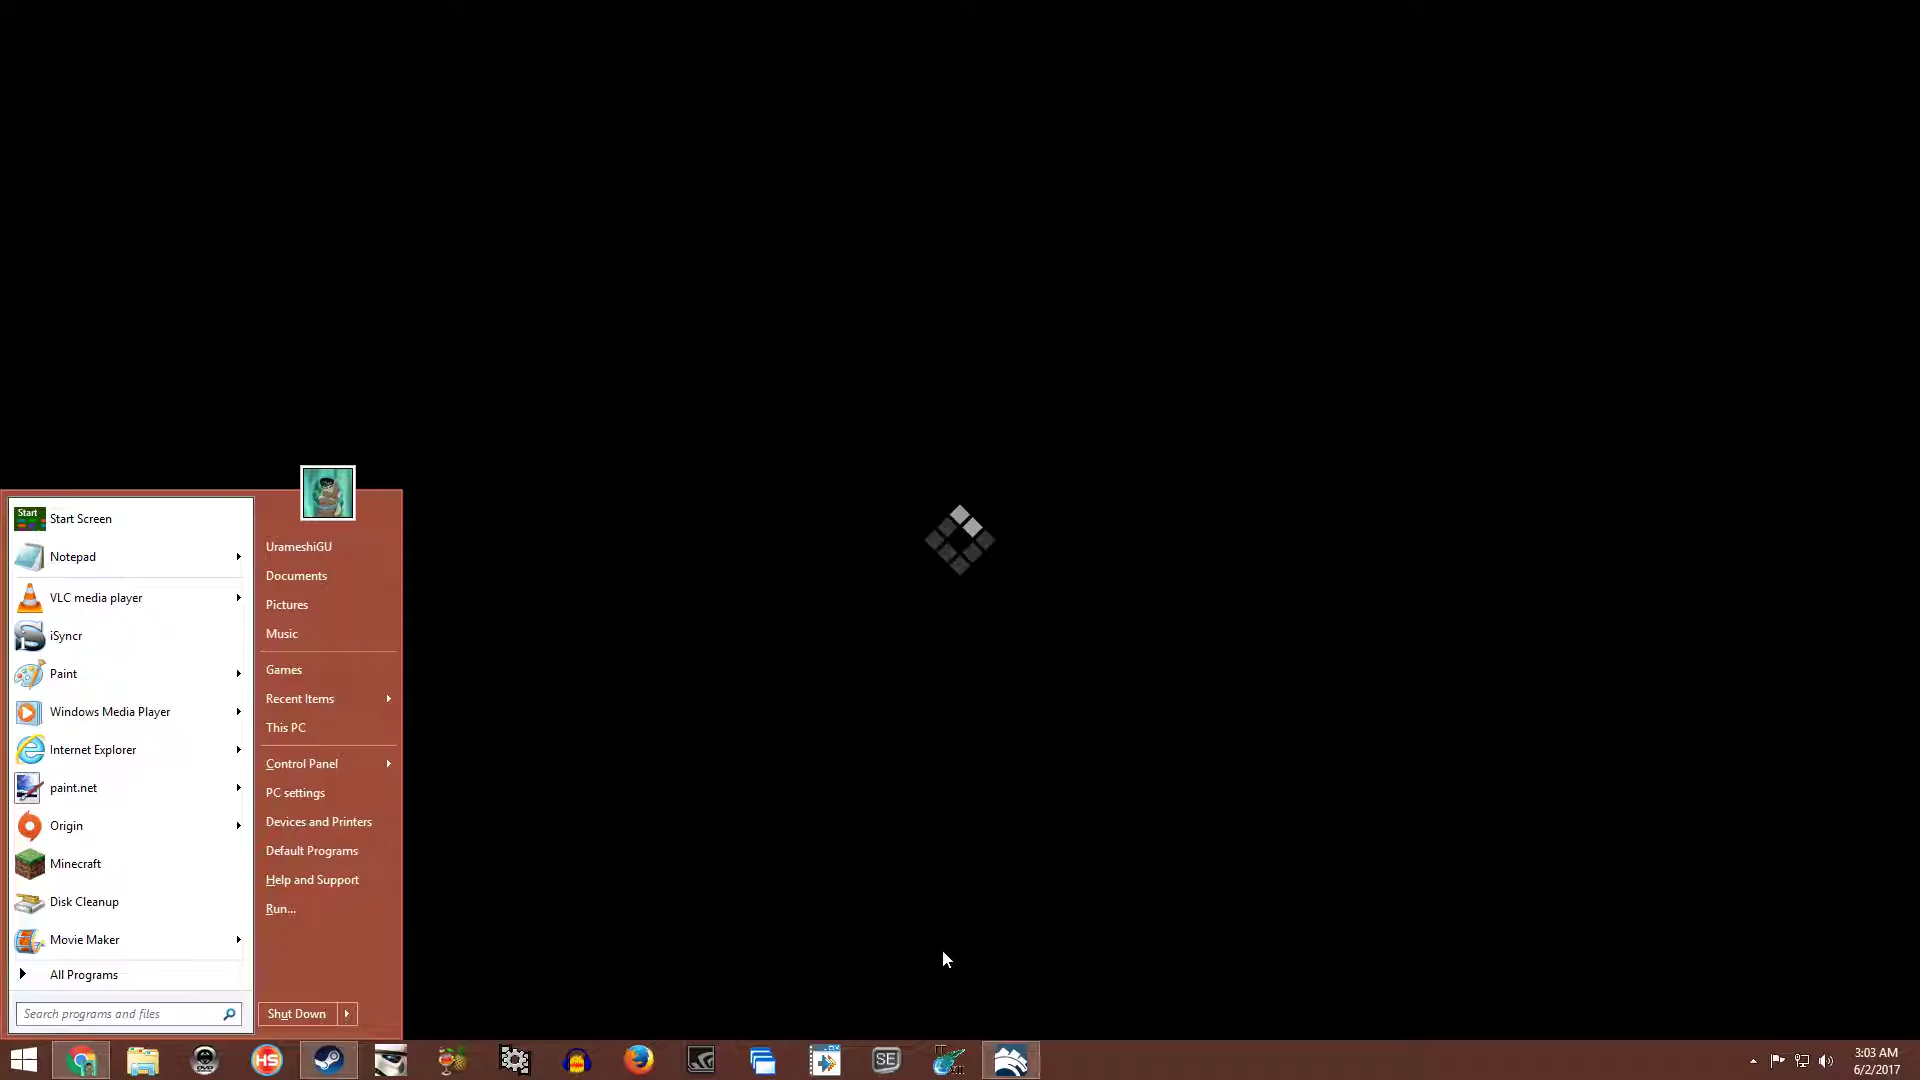 Start
Start Screen
Notepad
VLC media player
iSyncr
Paint
Windows Media Player
Internet Explorer
paint.net
Origin
Minecraft
Disk Cleanup
Movie Maker
All Programs
Search programs and files
UrameshiGU
Documents
Pictures
Music
Games
Recent Items
This PC
Control Panel
PC settings
Devices and Printers
Default Programs
Help and Support
Run...
Shut Down
DVD
HS
SE
3:03 AM
6/2/2017